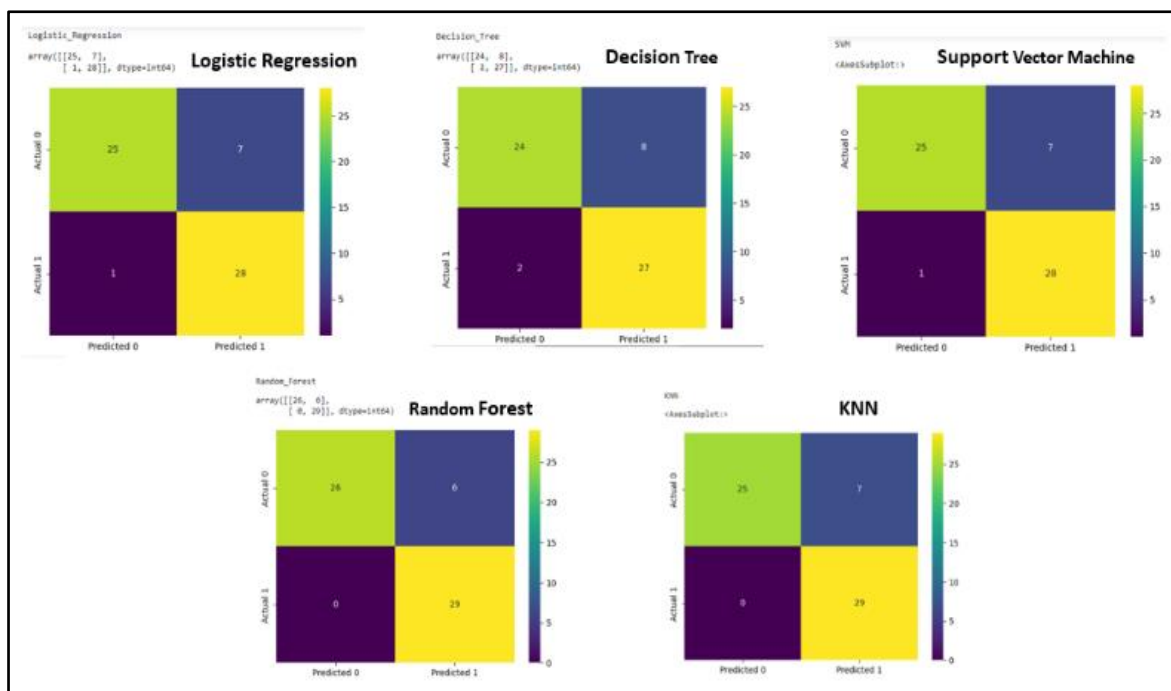 Logistic_Regression
array([[25, 7],
[ 1, 28]], dtype=int64)
Logistic Regression
25
20
15
10
5
Actual 0
Actual 1
25 7
1 28
Predicted 0 Predicted 1
Decision_Tree
array([[24, 8],
[ 2, 27]], dtype=int64)
Decision Tree
25
20
15
10
5
Actual 0
Actual 1
24 8
2 27
Predicted 0 Predicted 1
SVM
<AxesSubplot:>
Support Vector Machine
25
20
15
10
5
Actual 0
Actual 1
25 7
1 28
Predicted 0 Predicted 1
Random_Forest
array([[26, 6],
[ 0, 29]], dtype=int64)
Random Forest
25
20
15
10
5
0
Actual 0
Actual 1
26 6
0 29
Predicted 0 Predicted 1
KNN
<AxesSubplot:>
KNN
25
20
15
10
5
0
Actual 0
Actual 1
25 7
0 29
Predicted 0 Predicted 1